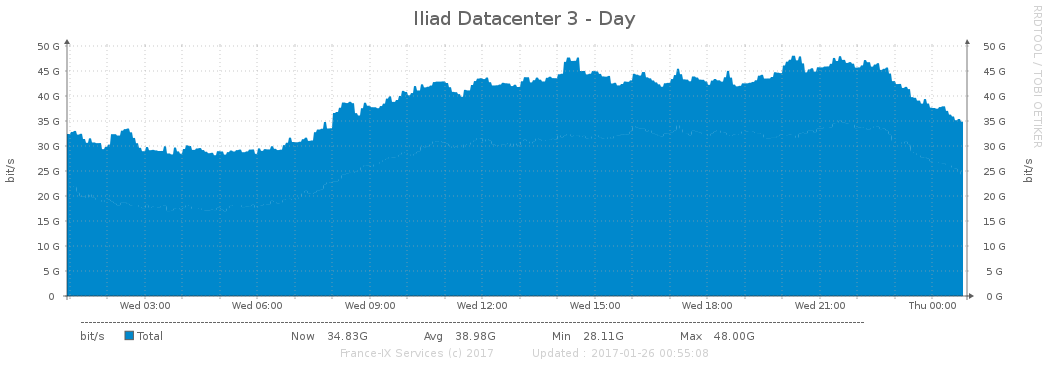 Iliad Datacenter 3 - Day
RRDTOOL / TOBI OETIKER
50 G 50 G
45 G 45 G
40 G 40 G
35 G 35 G
30 G 30 G
25 G 25 G
20 G 20 G
15 G 15 G
10 G 10 G
5 G 5 G
0 0 G
bit/s bit/s
Wed 03:00 Wed 06:00 Wed 09:00 Wed 12:00 Wed 15:00 Wed 18:00 Wed 21:00 Thu 00:00
bit/s Total Now 34.83G Avg 38.98G Min 28.11G Max 48.00G
France-IX Services (c) 2017 Updated : 2017-01-26 00:55:08